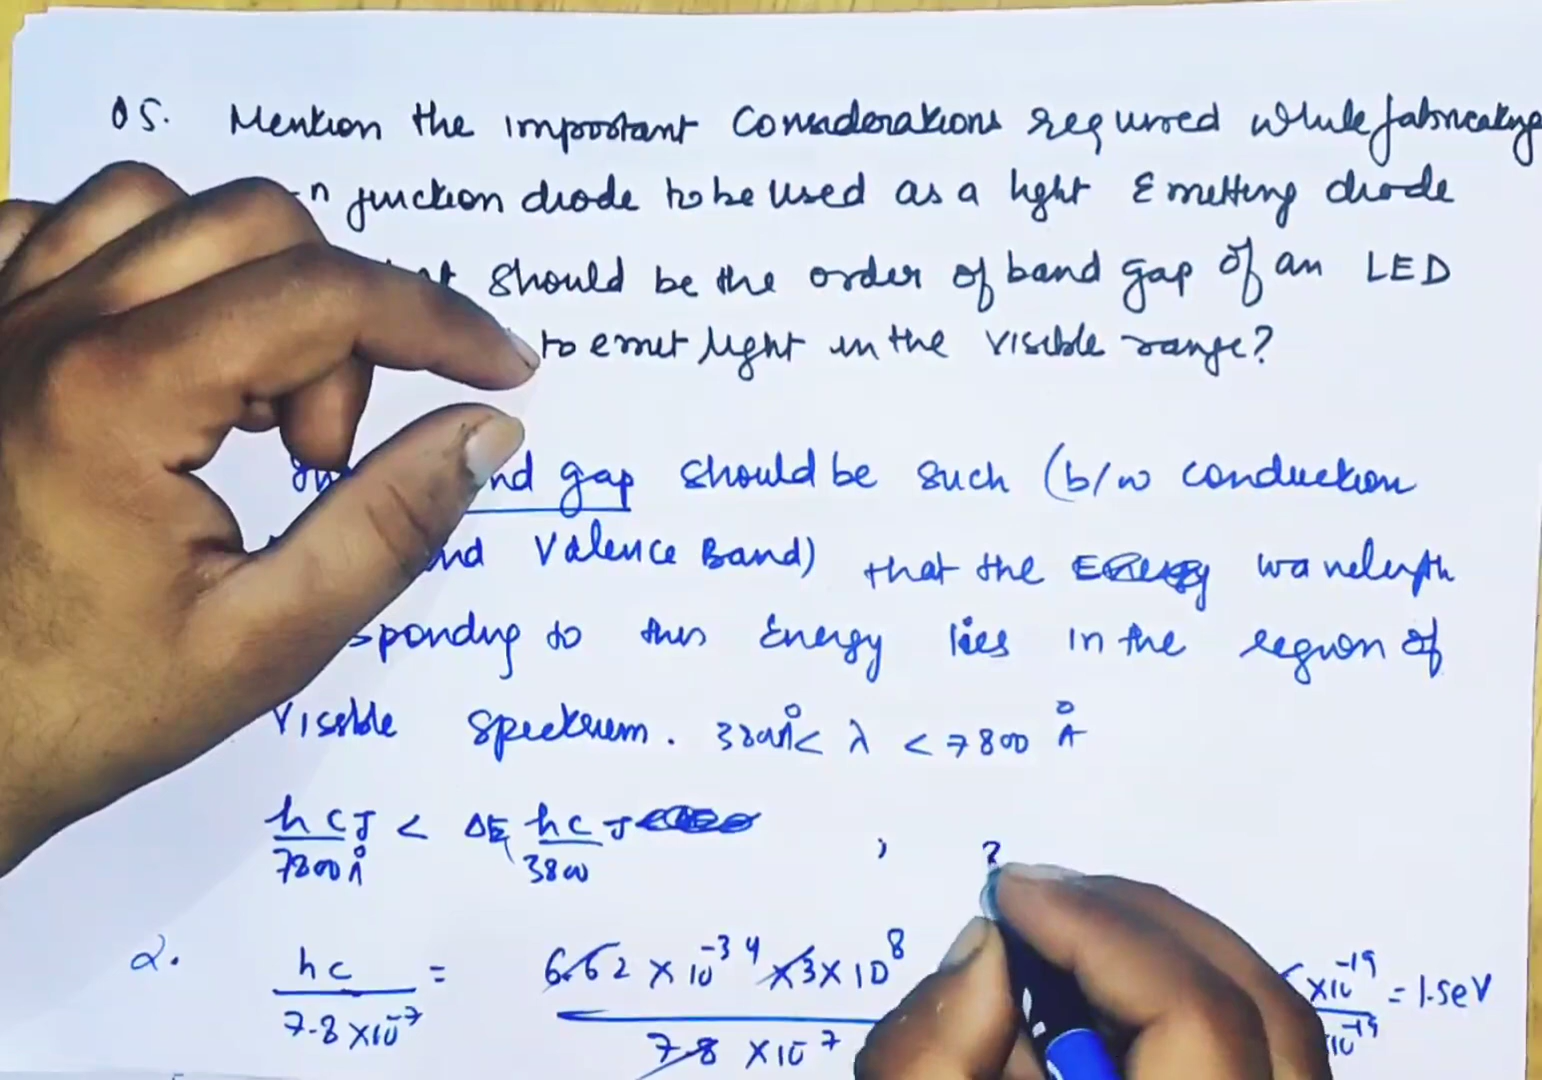 05. Mention the important Considerations required while fabricating
n junction diode to be used as a light Emitting diode
should be the order of band gap of an LED
to emit light in the visible range?
nd gap should be such (b/w conduction
nd Valence Band) that the wavelength
sponding to this Energy lies in the region of
Visible Spectrum. 3800Å < λ < 7800 Å
hc J < ΔE < hc J
7800 Å 3800
2. hc = 6.62 × 10⁻³⁴ × 3 × 10⁸ × 10⁻¹⁹ = 1.5eV
7.8 × 10⁻⁷ 7.8 × 10⁻⁷ 10⁻¹⁹